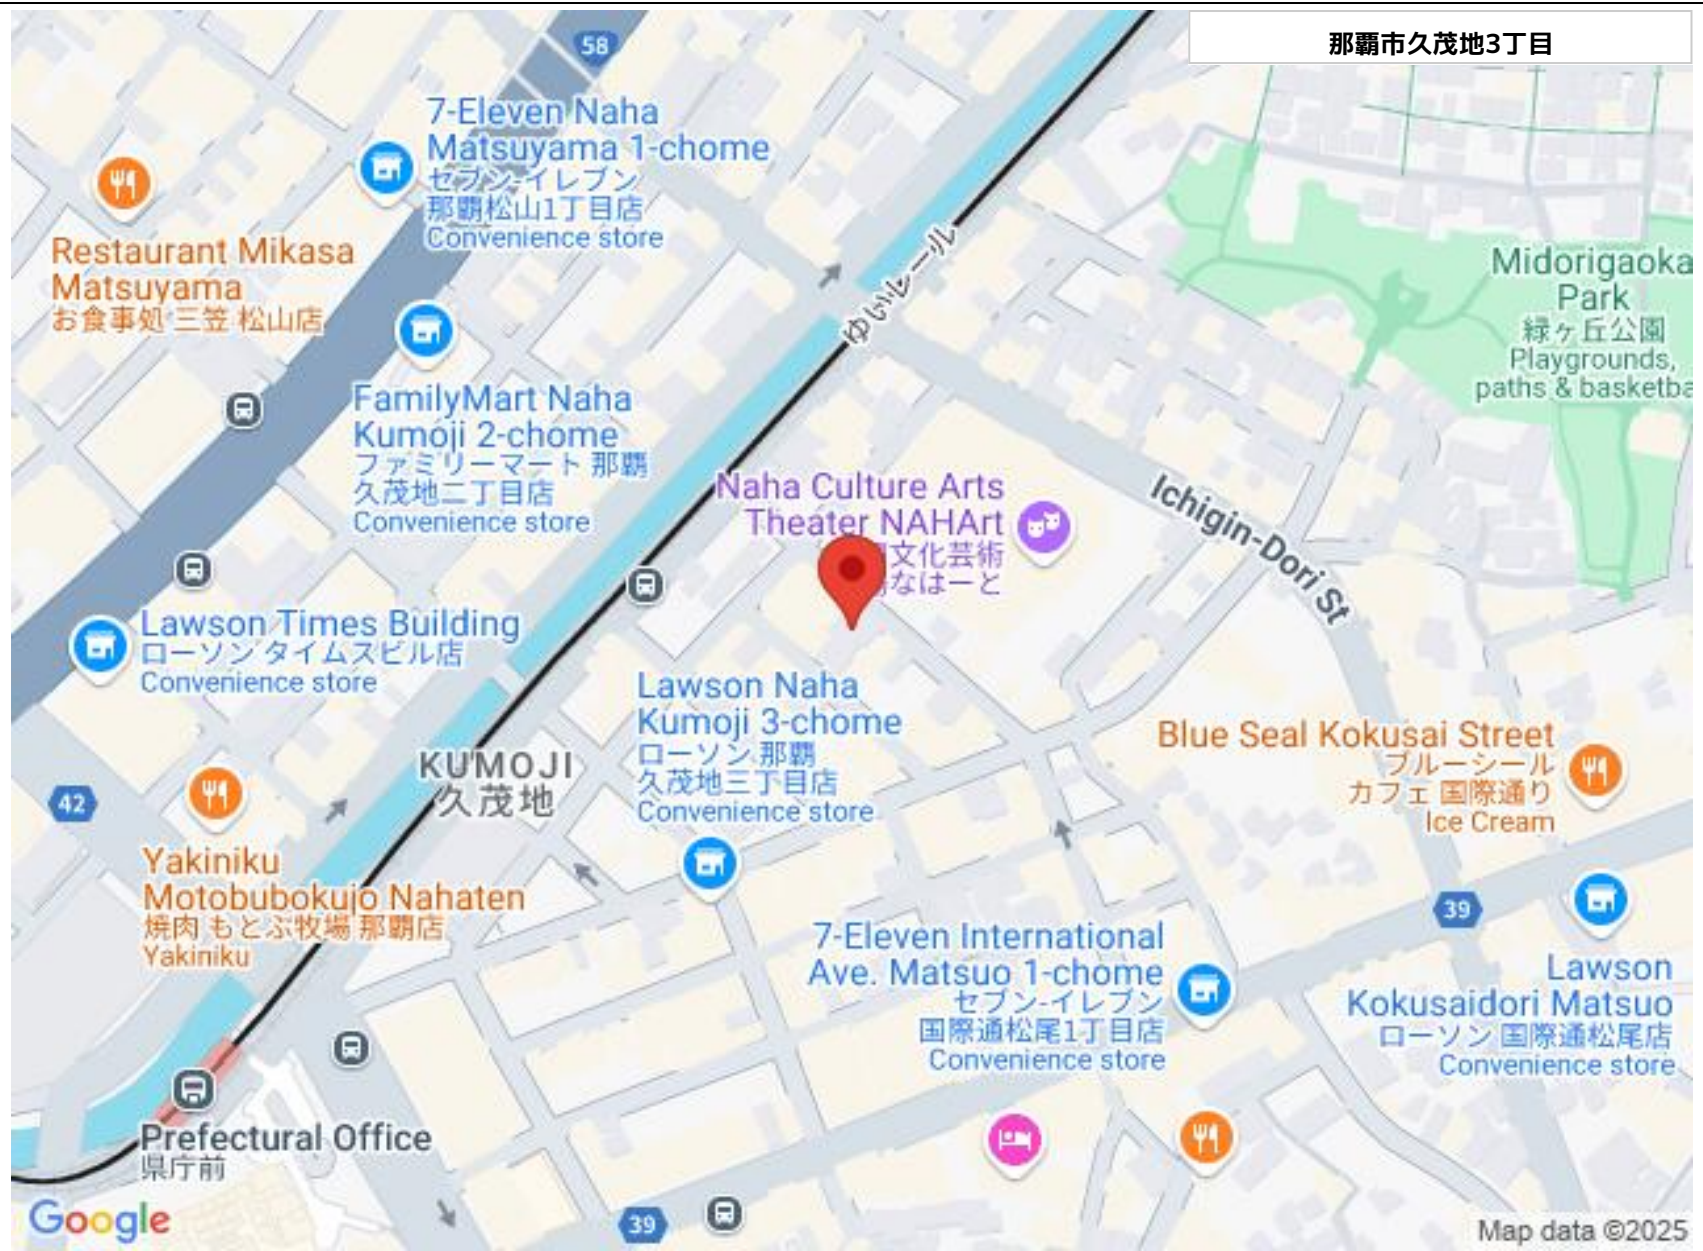 那覇市久茂地3丁目
58
7-Eleven Naha
Matsuyama 1-chome
セブン-イレブン
那覇松山1丁目店
Convenience store
Restaurant Mikasa
Matsuyama
お食事処 三笠 松山店
ゆいレール
Midorigaoka
Park
緑ヶ丘公園
Playgrounds,
paths & basketba
FamilyMart Naha
Kumoji 2-chome
ファミリーマート 那覇
久茂地二丁目店
Convenience store
Naha Culture Arts
Theater NAHArt
文化芸術
なはーと
Ichigin-Dori St
Lawson Times Building
ローソン タイムスビル店
Convenience store
Lawson Naha
Kumoji 3-chome
ローソン 那覇
久茂地三丁目店
Convenience store
KUMOJI
久茂地
42
Blue Seal Kokusai Street
ブルーシール
カフェ 国際通り
Ice Cream
Yakiniku
Motobubokujo Nahaten
焼肉 もとぶ牧場 那覇店
Yakiniku
39
7-Eleven International
Ave. Matsuo 1-chome
セブン-イレブン
国際通松尾1丁目店
Convenience store
Lawson
Kokusaidori Matsuo
ローソン 国際通松尾店
Convenience store
Prefectural Office
県庁前
Google
39
Map data ©2025